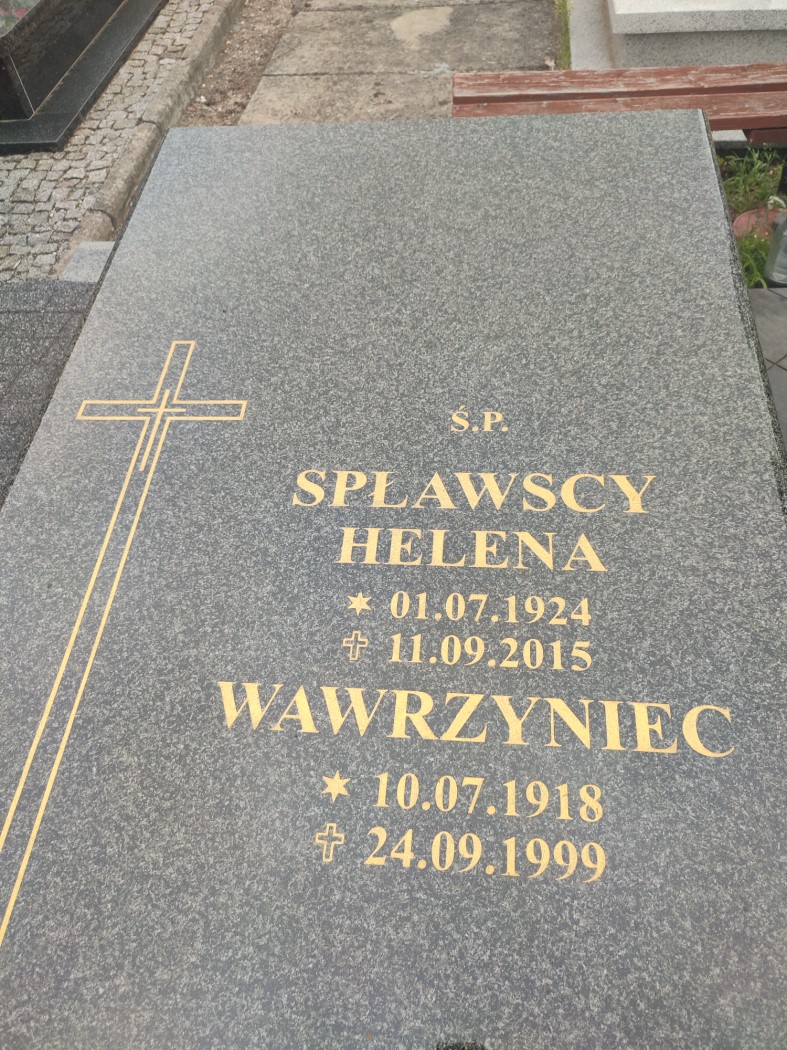 Ś.P.
SPŁAWSCY
HELENA
✶ 01.07.1924
✞ 11.09.2015
WAWRZYNIEC
✶ 10.07.1918
✞ 24.09.1999